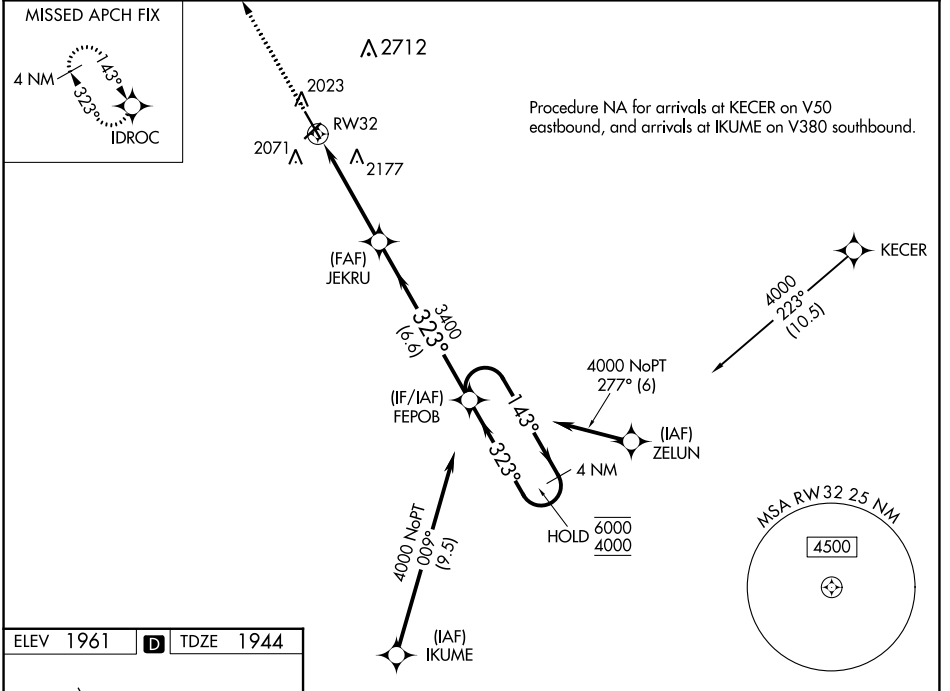 MISSED APCH FIX
4 NM
143°
323°
IDROC
2712
2023
RW32
2071
2177
Procedure NA for arrivals at KECER on V50
eastbound, and arrivals at IKUME on V380 southbound.
(FAF)
JEKRU
KECER
4000
223°
(10.5)
3400
323°
(6.6)
4000 NoPT
277° (6)
(IF/IAF)
FEPOB
143°
323°
(IAF)
ZELUN
4 NM
HOLD
6000
4000
4000 NoPT
009°
(9.5)
MSA RW32 25 NM
4500
(IAF)
IKUME
ELEV 1961
D
TDZE 1944